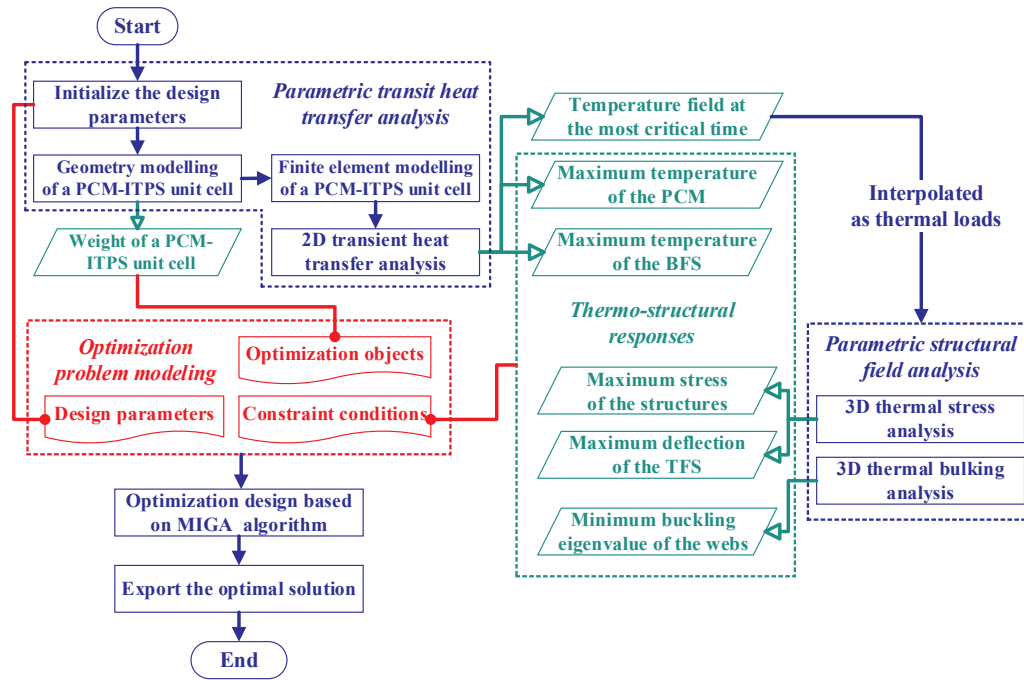 Start
Initialize the design
parameters
Parametric transit heat
transfer analysis
Geometry modelling
of a PCM-ITPS unit cell
Finite element modelling
of a PCM-ITPS unit cell
Weight of a PCM-
ITPS unit cell
2D transient heat
transfer analysis
Temperature field at
the most critical time
Maximum temperature
of the PCM
Maximum temperature
of the BFS
Thermo-structural
responses
Interpolated
as thermal loads
Optimization
problem modeling
Optimization objects
Design parameters
Constraint conditions
Maximum stress
of the structures
Maximum deflection
of the TFS
Minimum buckling
eigenvalue of the webs
Parametric structural
field analysis
3D thermal stress
analysis
3D thermal bulking
analysis
Optimization design based
on MIGA algorithm
Export the optimal solution
End